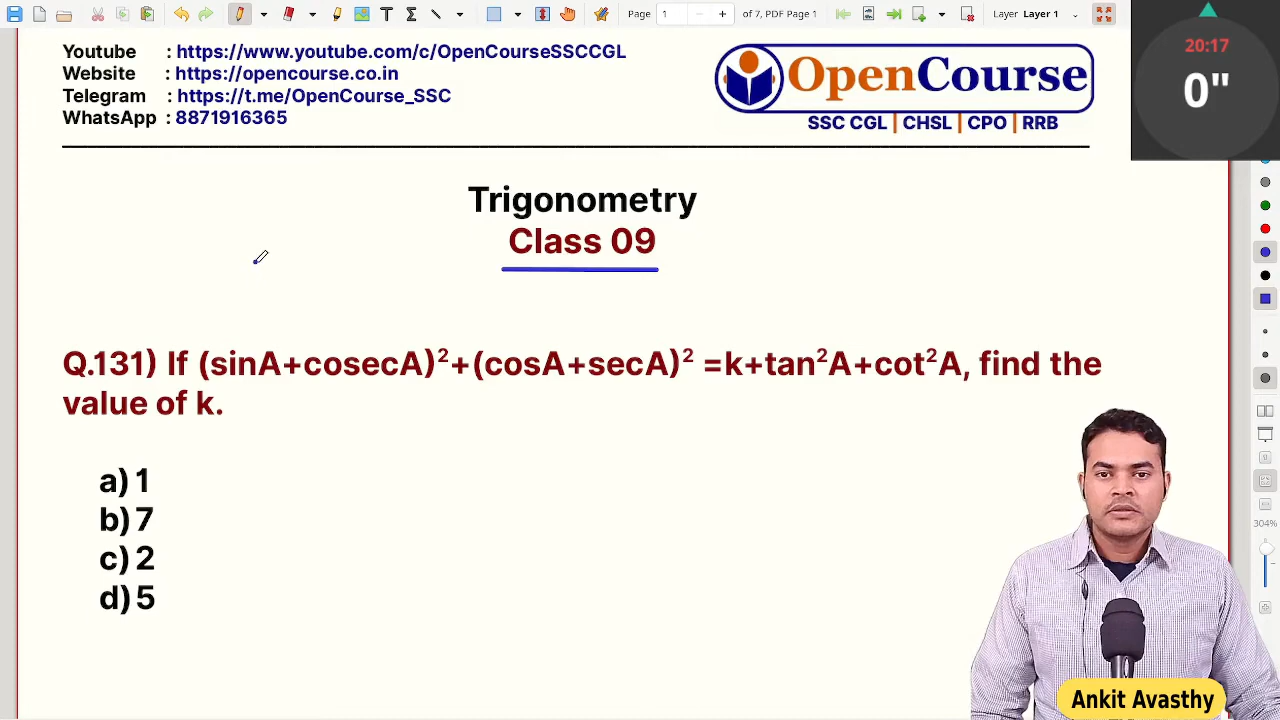 Page 1 of 7, PDF Page 1 Layer Layer 1
20:17
0"
Youtube : https://www.youtube.com/c/OpenCourseSSCCGL
Website : https://opencourse.co.in
Telegram : https://t.me/OpenCourse_SSC
WhatsApp : 8871916365
OpenCourse
SSC CGL | CHSL | CPO | RRB
Trigonometry
Class 09
Q.131) If (sinA+cosecA)²+(cosA+secA)² =k+tan²A+cot²A, find the
value of k.
a) 1
b) 7
c) 2
d) 5
304%
Ankit Avasthy